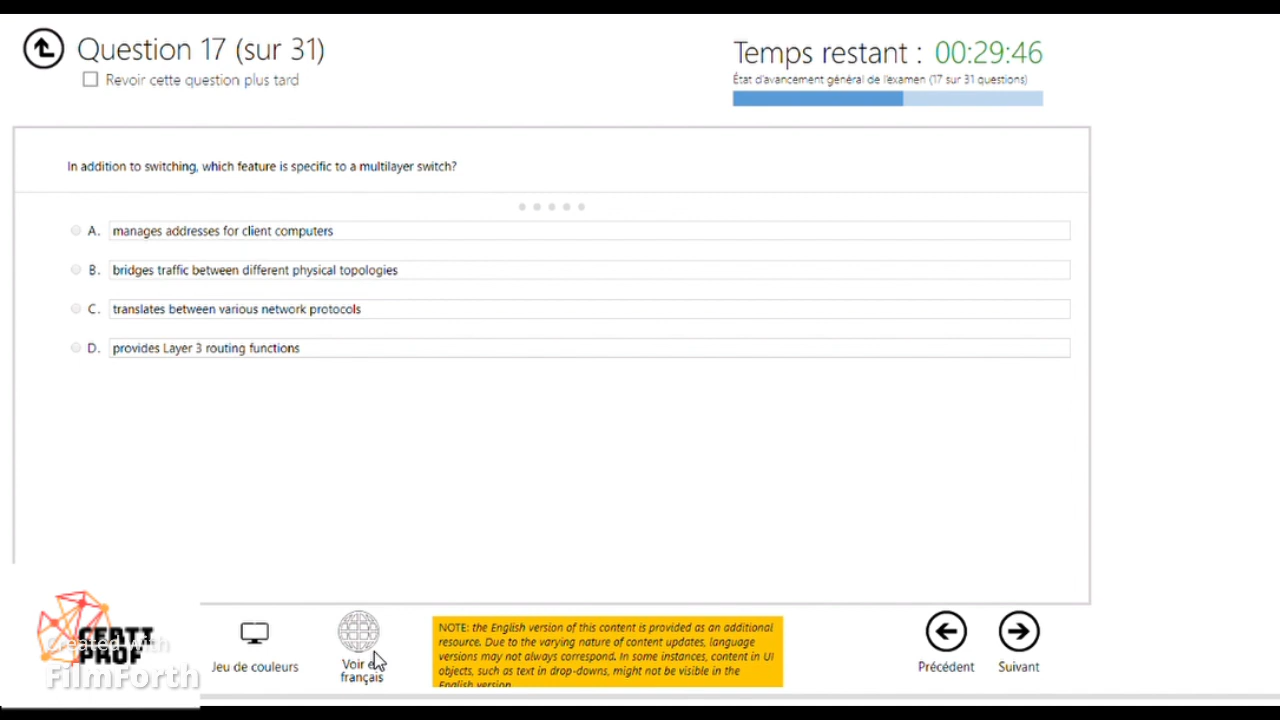 Question 17 (sur 31)
Revoir cette question plus tard
Temps restant : 00:29:46
État d'avancement général de l'examen (17 sur 31 questions)
In addition to switching, which feature is specific to a multilayer switch?
A. manages addresses for client computers
B. bridges traffic between different physical topologies
C. translates between various network protocols
D. provides Layer 3 routing functions
CERTI
PROF
Created with
FilmForth
Jeu de couleurs
Voir
français
NOTE: the English version of this content is provided as an additional
resource. Due to the varying nature of content updates, language
versions may not always correspond. In some instances, content in UI
objects, such as text in drop-downs, might not be visible in the
English version.
Précédent
Suivant